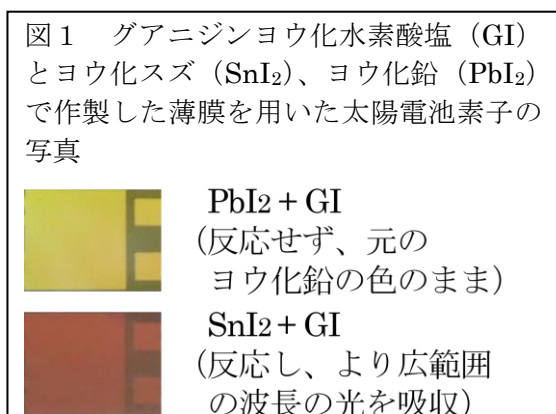 図１　グアニジンヨウ化水素酸塩（GI）
とヨウ化スズ（SnI₂）、ヨウ化鉛（PbI₂）
で作製した薄膜を用いた太陽電池素子の
写真
PbI2 + GI
(反応せず、元の
ヨウ化鉛の色のまま)
SnI2 + GI
(反応し、より広範囲
の波長の光を吸収)